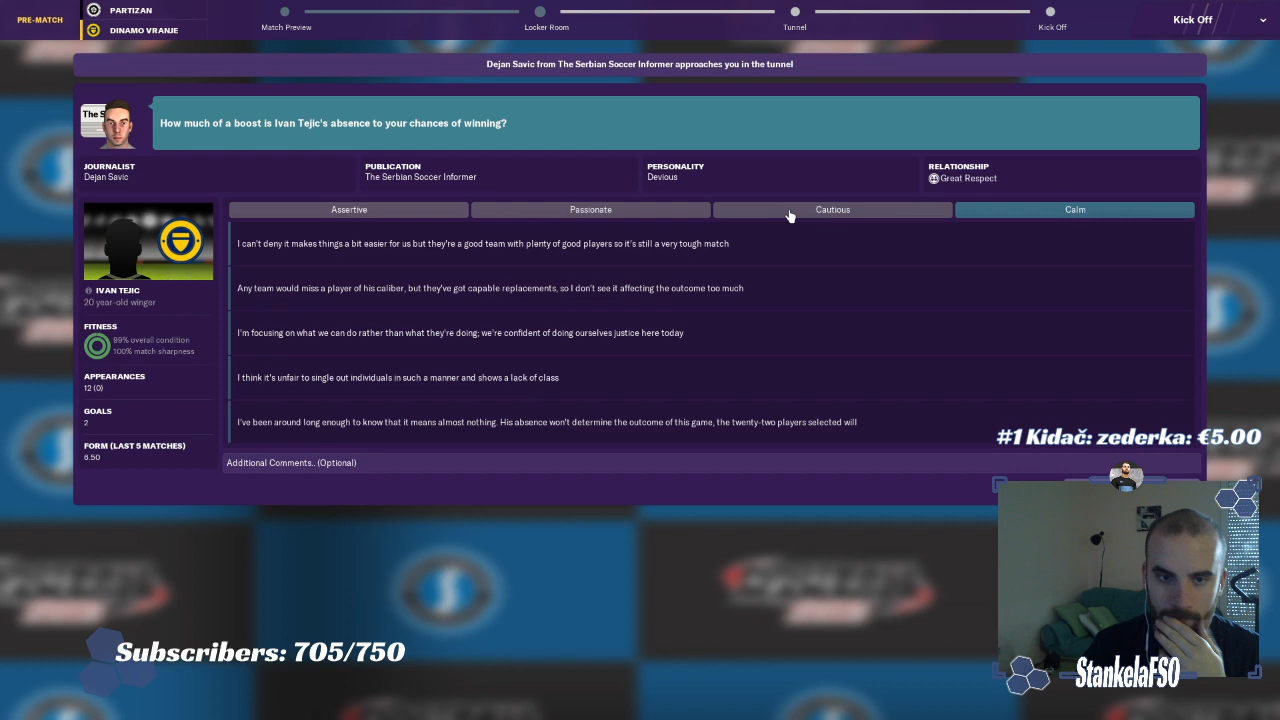 PRE-MATCH
PARTIZAN
DINAMO VRANJE
Match Preview
Locker Room
Tunnel
Kick Off
Kick Off
Dejan Savic from The Serbian Soccer Informer approaches you in the tunnel
The S
How much of a boost is Ivan Tejic's absence to your chances of winning?
JOURNALIST
Dejan Savic
PUBLICATION
The Serbian Soccer Informer
PERSONALITY
Devious
RELATIONSHIP
Great Respect
Assertive
Passionate
Cautious
Calm
I can't deny it makes things a bit easier for us but they're a good team with plenty of good players so it's still a very tough match
Any team would miss a player of his caliber, but they've got capable replacements, so I don't see it affecting the outcome too much
I'm focusing on what we can do rather than what they're doing; we're confident of doing ourselves justice here today
I think it's unfair to single out individuals in such a manner and shows a lack of class
I've been around long enough to know that it means almost nothing. His absence won't determine the outcome of this game, the twenty-two players selected will
Additional Comments.. (Optional)
IVAN TEJIC
20 year-old winger
FITNESS
99% overall condition
100% match sharpness
APPEARANCES
12 (0)
GOALS
2
FORM (LAST 5 MATCHES)
6.50
#1 Kidač: zederka: €5.00
Subscribers: 705/750
StankelaFSO